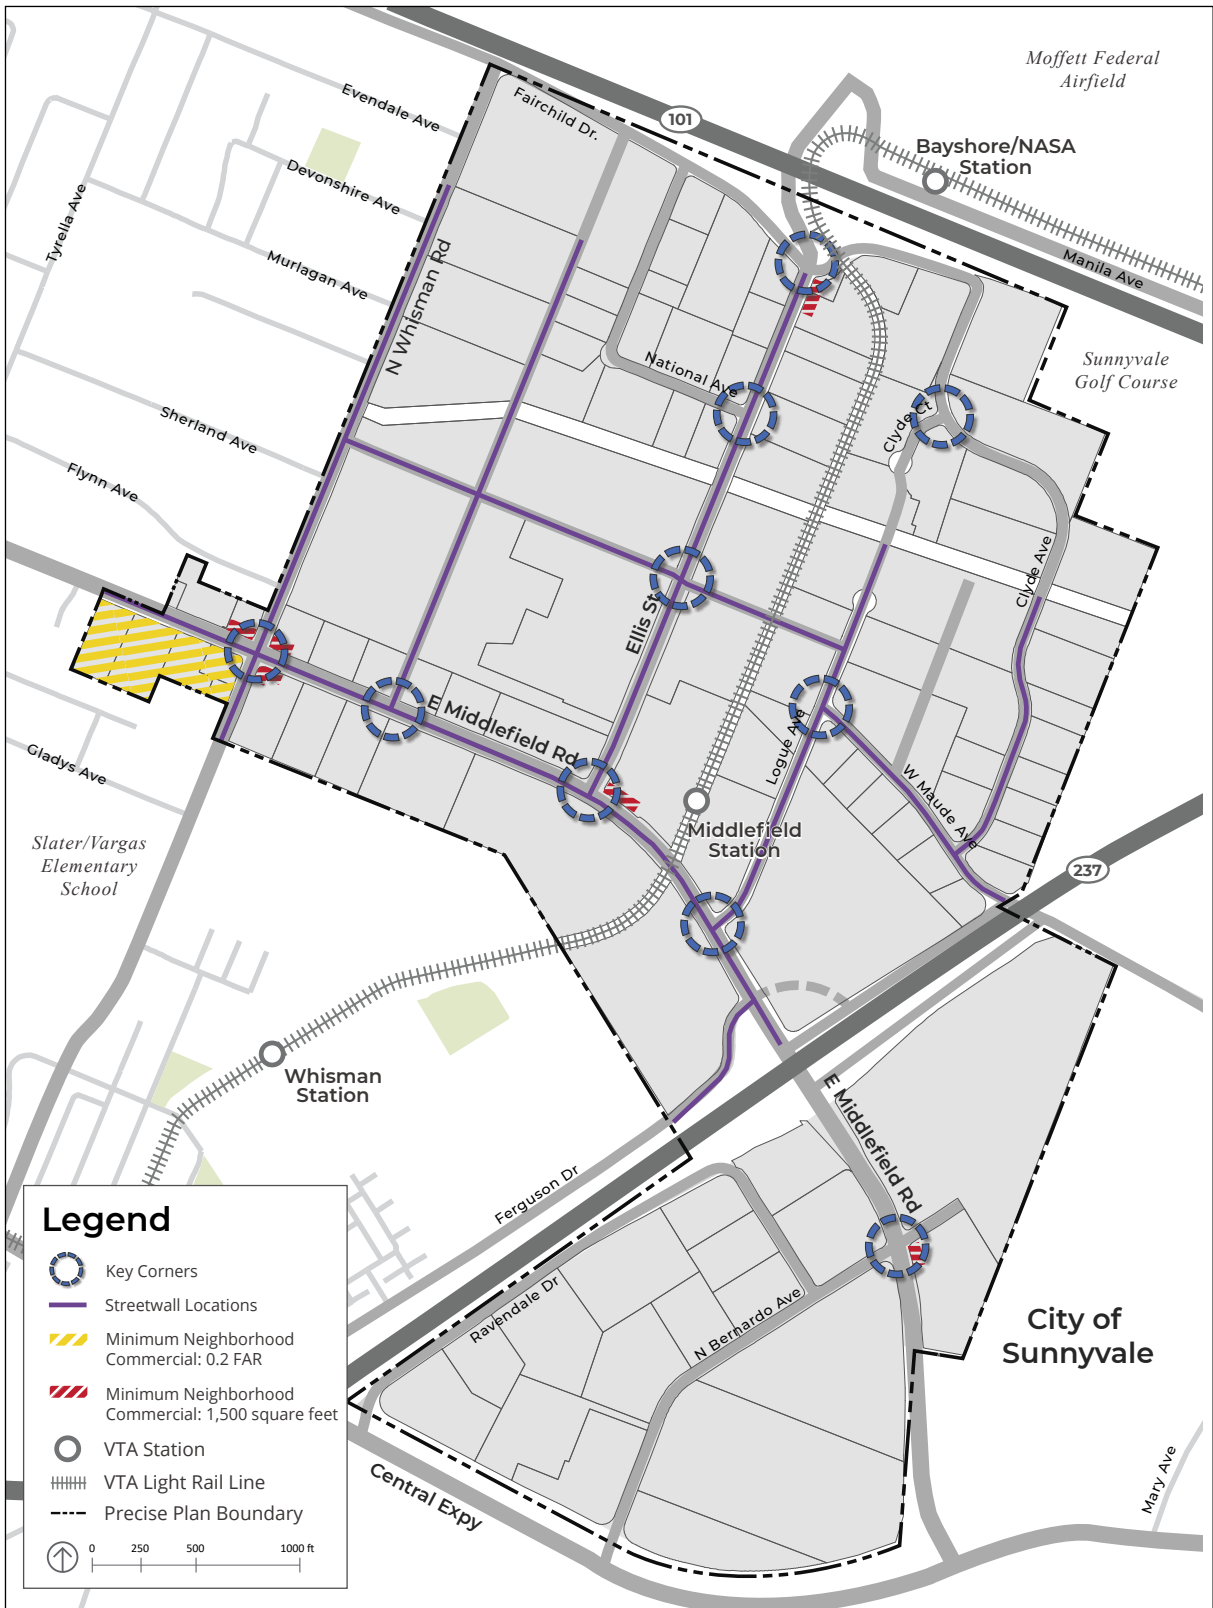 Moffett Federal
Airfield
Evendale Ave
Fairchild Dr.
101
Bayshore/NASA
Station
Devonshire Ave
Tyrella Ave
Murlagan Ave
N Whisman Rd
Manila Ave
Sunnyvale
Golf Course
National Ave
Clyde Ct
Sherland Ave
Flynn Ave
Clyde Ave
Ellis St
E Middlefield Rd
Logue Ave
W Maude Ave
Gladys Ave
Middlefield
Station
Slater/Vargas
Elementary
School
237
Whisman
Station
E Middlefield Rd
Ferguson Dr
Ravendale Dr
N Bernardo Ave
City of
Sunnyvale
Central Expy
Mary Ave
Legend
Key Corners
Streetwall Locations
Minimum Neighborhood
Commercial: 0.2 FAR
Minimum Neighborhood
Commercial: 1,500 square feet
VTA Station
VTA Light Rail Line
Precise Plan Boundary
0 250 500 1000 ft